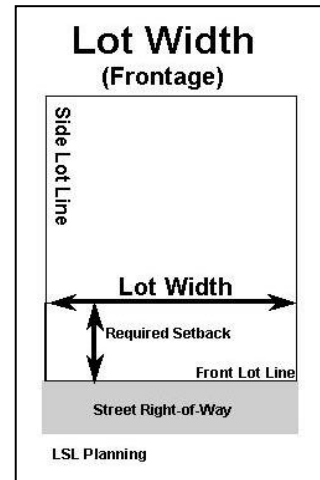 Lot Width
(Frontage)
Side Lot Line
Lot Width
Required Setback
Front Lot Line
Street Right-of-Way
LSL Planning